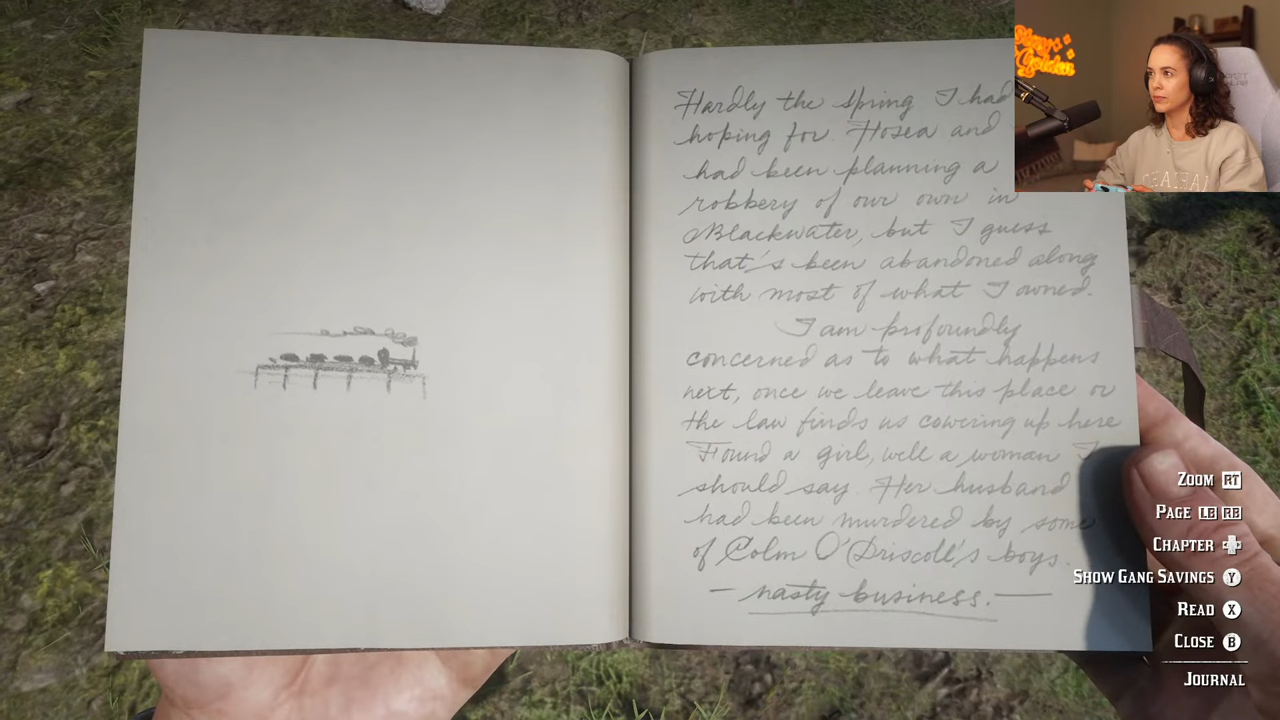 Hardly the spring I had
hoping for. Hosea and
had been planning a
robbery of our own in
Blackwater, but I guess
that's been abandoned along
with most of what I owned.
I am profoundly
concerned as to what happens
next, once we leave this place or
the law finds us cowering up here
Found a girl, well a woman I
should say. Her husband
had been murdered by some
of Colm O'Driscoll's boys.
— nasty business. —
ZOOM RT
PAGE LB RB
CHAPTER
SHOW GANG SAVINGS Y
READ X
CLOSE B
JOURNAL